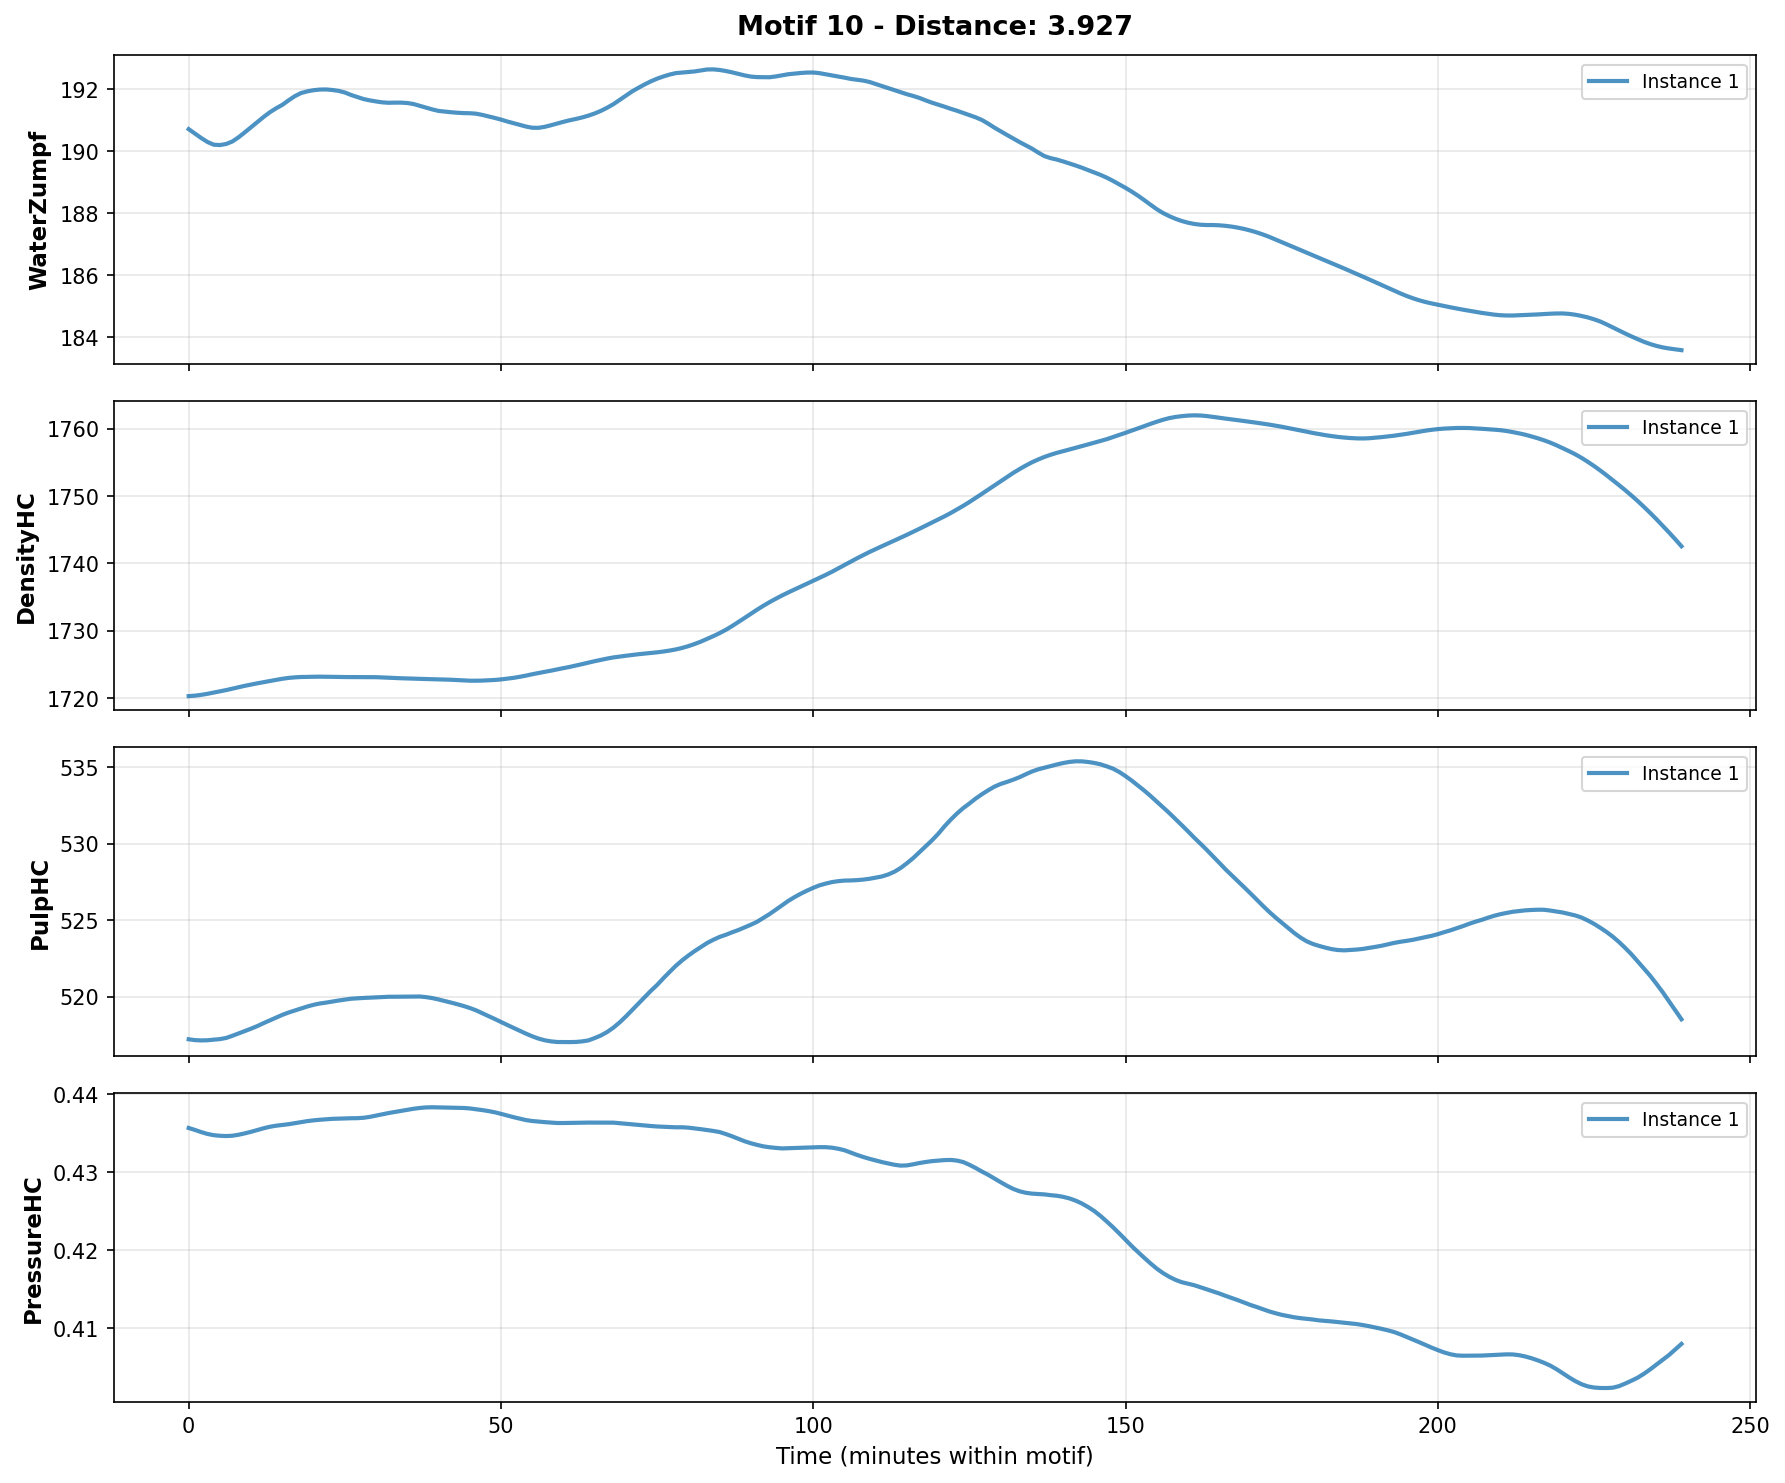 Motif 10 - Distance: 3.927
WaterZumpf
192
190
188
186
184
Instance 1
DensityHC
1760
1750
1740
1730
1720
Instance 1
PulpHC
535
530
525
520
Instance 1
PressureHC
0.44
0.43
0.42
0.41
Instance 1
0 50 100 150 200 250
Time (minutes within motif)